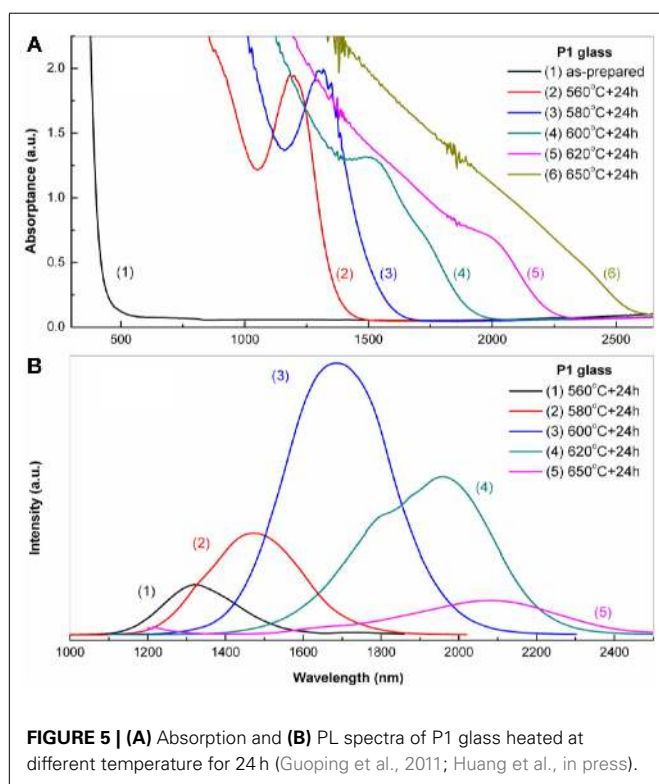 A
P1 glass
(1) as-prepared
(2) 560°C+24h
(3) 580°C+24h
(4) 600°C+24h
(5) 620°C+24h
(6) 650°C+24h
Absorptance (a.u.)
2.0
1.5
1.0
0.5
0.0
(1)
(2)
(3)
(4)
(5)
(6)
500
1000
1500
2000
2500
B
P1 glass
(1) 560°C+24h
(2) 580°C+24h
(3) 600°C+24h
(4) 620°C+24h
(5) 650°C+24h
Intensity (a.u.)
(1)
(2)
(3)
(4)
(5)
1000
1200
1400
1600
1800
2000
2200
2400
Wavelength (nm)
FIGURE 5 | (A) Absorption and (B) PL spectra of P1 glass heated at
different temperature for 24 h (Guoping et al., 2011; Huang et al., in press).